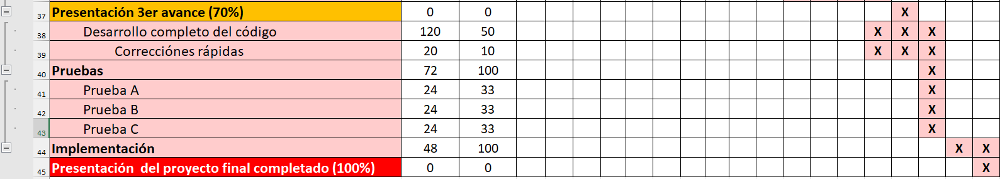 37 Presentación 3er avance (70%) 0 0 X
38 Desarrollo completo del código 120 50 X X X
39 Correcciónes rápidas 20 10 X X X
40 Pruebas 72 100 X
41 Prueba A 24 33 X
42 Prueba B 24 33 X
43 Prueba C 24 33 X
44 Implementación 48 100 X X
45 Presentación  del proyecto final completado (100%) 0 0 X